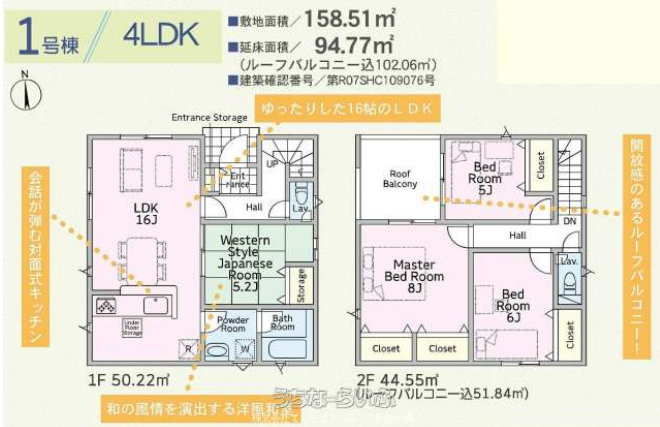 1号棟 4LDK
■敷地面積／158.51㎡
■延床面積／ 94.77㎡
(ルーフバルコニー込102.06㎡)
■建築確認番号／第R07SHC109076号
N
ゆったりした16帖のLDK
Entrance Storage
Ent
rance
UP
Hall
Lav.
LDK
16J
Western
Style
Japanese
Room
5.2J
Storage
Under
Floor
Storage
R
Powder
Room
W
Bath
Room
会話が弾む対面式キッチン
1F 50.22㎡
和の風情を演出する洋風和室
Roof
Balcony
Bed
Room
5J
Closet
DN
Hall
Master
Bed Room
8J
Lav.
Bed
Room
6J
Closet
Closet
Closet
開放感のあるルーフバルコニー！
2F 44.55㎡
(ルーフバルコニー込51.84㎡)
うちなーらいふ